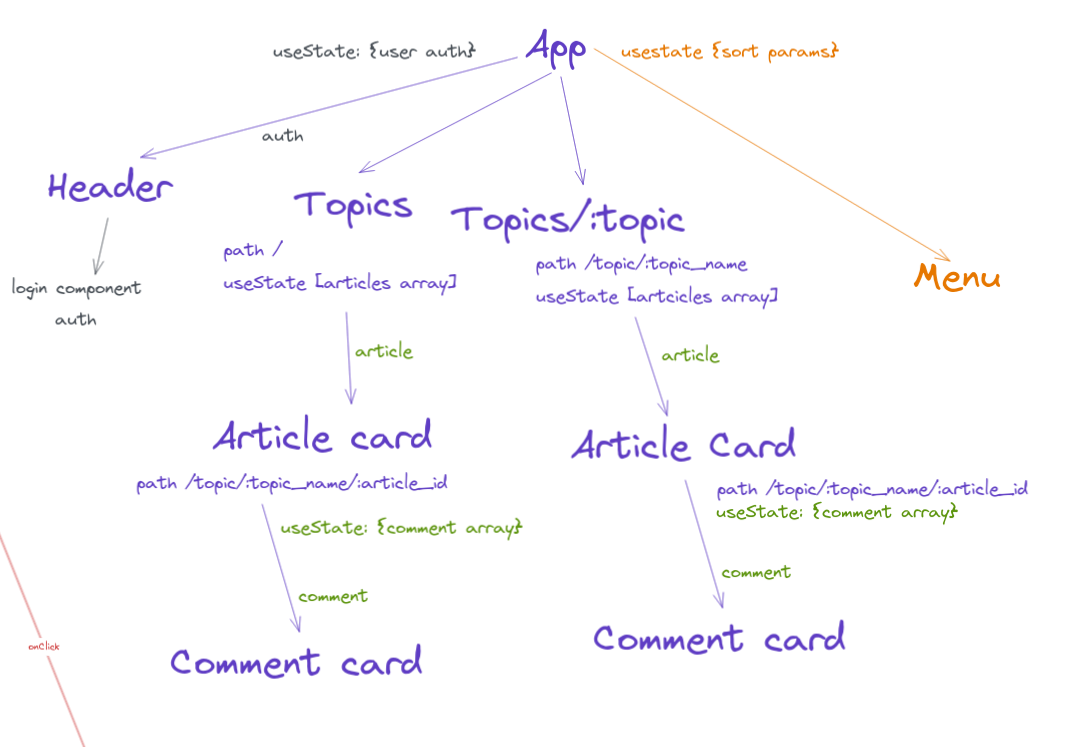 useState: {user auth}
App
usestate {sort params}
auth
Header
Topics
Topics/:topic
path /
useState [articles array]
path /topic/:topic_name
useState [artcicles array]
Menu
login component
auth
article
article
Article card
Article Card
path /topic/:topic_name/:article_id
useState: {comment array}
path /topic/:topic_name/:article_id
useState: {comment array}
comment
comment
Comment card
Comment card
onClick